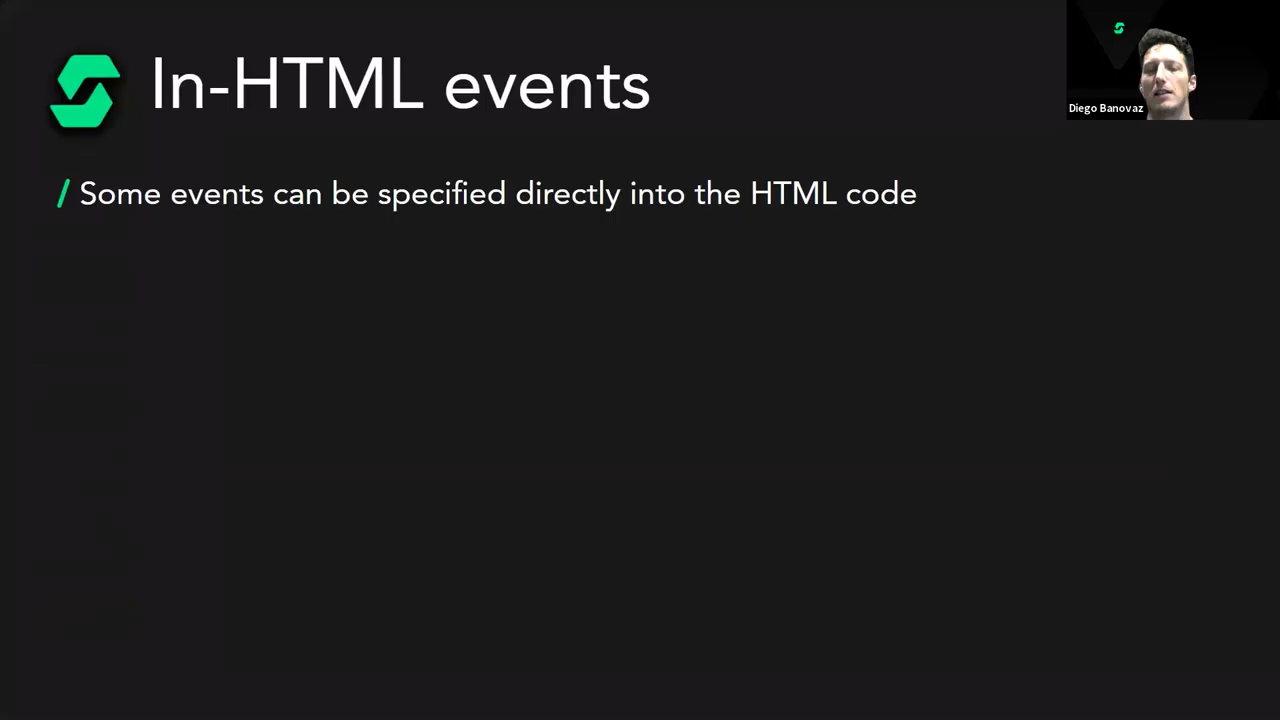 In-HTML events
Diego Banovaz
/ Some events can be specified directly into the HTML code